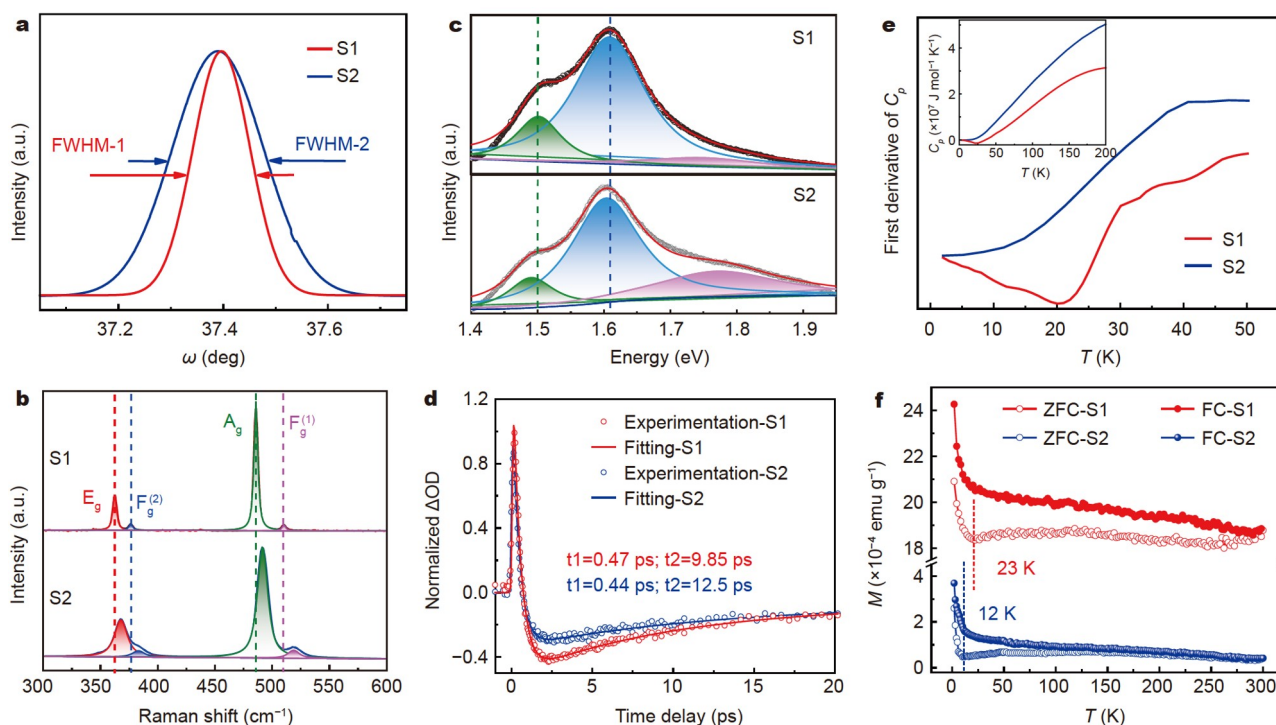 a
S1
S2
FWHM-1
FWHM-2
Intensity (a.u.)
37.2
37.4
37.6
ω (deg)
b
S1
E_g
F_g^(2)
A_g
F_g^(1)
S2
Intensity (a.u.)
300
350
400
450
500
550
600
Raman shift (cm⁻¹)
c
S1
S2
Intensity (a.u.)
1.4
1.5
1.6
1.7
1.8
1.9
Energy (eV)
d
1.2
0.8
0.4
0.0
−0.4
Experimentation-S1
Fitting-S1
Experimentation-S2
Fitting-S2
t1=0.47 ps; t2=9.85 ps
t1=0.44 ps; t2=12.5 ps
Normalized ΔOD
0
5
10
15
20
Time delay (ps)
e
4
2
0
C_p (×10⁷ J mol⁻¹ K⁻¹)
0
50
100
150
200
T (K)
First derivative of C_p
S1
S2
0
10
20
30
40
50
T (K)
f
24
22
20
18
4
2
0
ZFC-S1
FC-S1
ZFC-S2
FC-S2
23 K
12 K
M (×10⁻⁴ emu g⁻¹)
0
50
100
150
200
250
300
T (K)